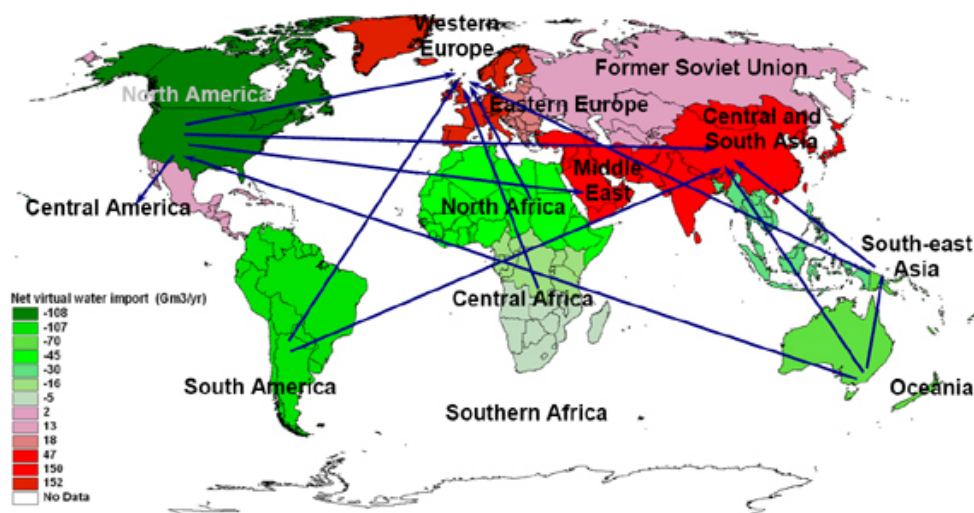 Western
Europe
North America
Former Soviet Union
Eastern Europe
Central and
South Asia
Middle
East
Central America
North Africa
South-east
Asia
Central Africa
South America
Oceania
Southern Africa
Net virtual water import (Gm3/yr)
-108
-107
-70
-45
-30
-16
-5
2
13
18
47
150
152
No Data